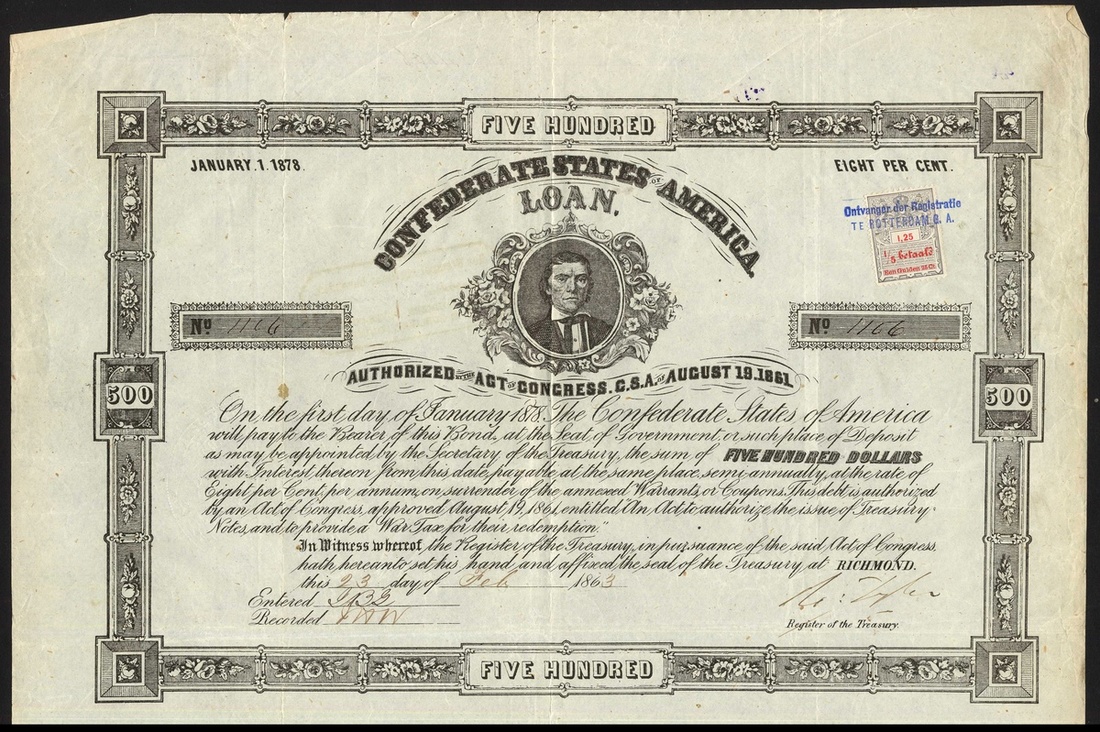 FIVE HUNDRED
JANUARY.1.1878.
EIGHT PER CENT.
CONFEDERATE STATES OF AMERICA.
LOAN.
Ontvanger der Registratie
TE ROTTERDAM B. A.
1,25
1/5 betaald
Een Gulden 25 Ct
No 1166
No 1166
AUTHORIZED BY THE ACT OF CONGRESS. C.S.A. OF AUGUST 19.1861.
500
500
On the first day of January 1878. The Confederate States of America
will pay to the Bearer of this Bond, at the Seat of Government, or such place of Deposit
as may be appointed by the Secretary of the Treasury, the sum of FIVE HUNDRED DOLLARS
with Interest thereon from this date, payable at the same place, semi-annually, at the rate of
Eight per Cent, per annum, on surrender of the annexed Warrants, or Coupons. This debt is authorized
by an Act of Congress, approved August 19, 1861, entitled "An Act to authorize the issue of Treasury
Notes, and to provide a War Tax for their redemption."
In Witness whereof the Register of the Treasury, in pursuance of the said Act of Congress,
hath hereunto set his hand and affixed the seal of the Treasury, at RICHMOND.
this 23 day of Feb 1863
Entered
Recorded
Register of the Treasury.
FIVE HUNDRED